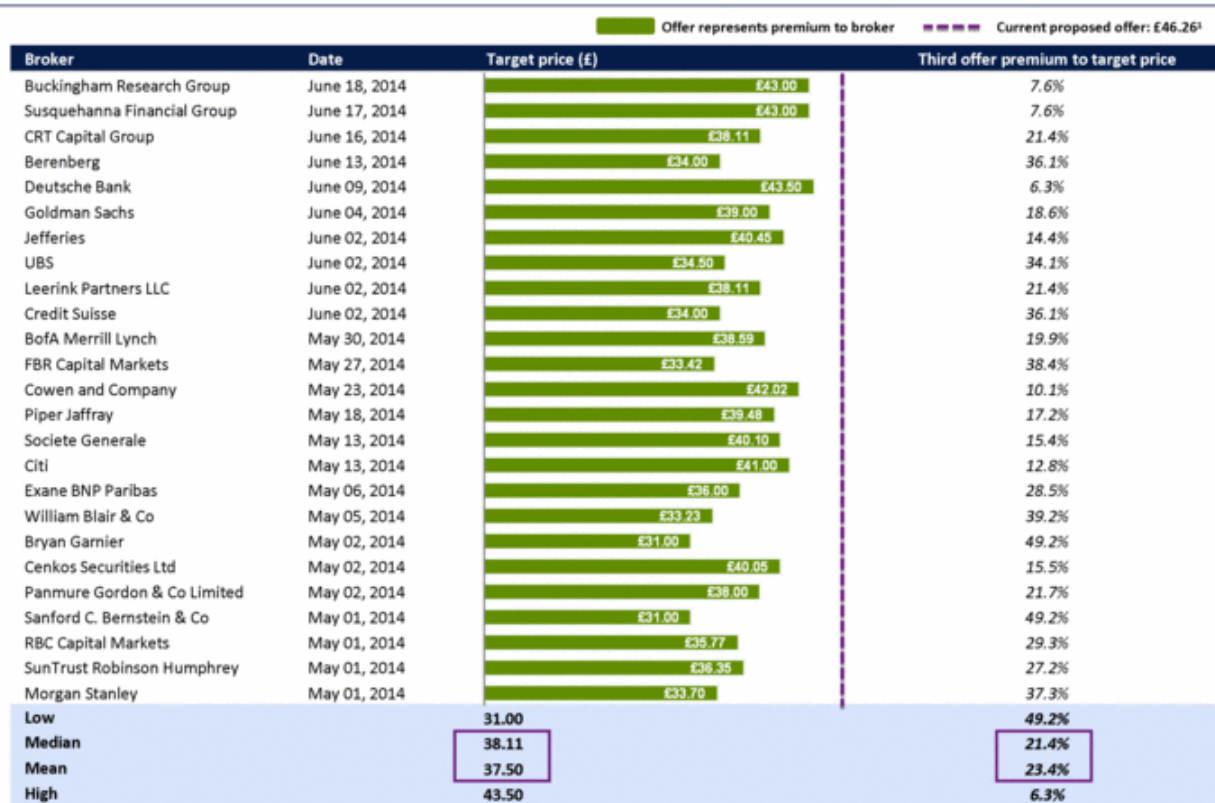 Offer represents premium to broker Current proposed offer: £46.26¹
Broker Date Target price (£) Third offer premium to target price
Buckingham Research Group June 18, 2014 £43.00 7.6%
Susquehanna Financial Group June 17, 2014 £43.00 7.6%
CRT Capital Group June 16, 2014 £38.11 21.4%
Berenberg June 13, 2014 £34.00 36.1%
Deutsche Bank June 09, 2014 £43.50 6.3%
Goldman Sachs June 04, 2014 £39.00 18.6%
Jefferies June 02, 2014 £40.45 14.4%
UBS June 02, 2014 £34.50 34.1%
Leerink Partners LLC June 02, 2014 £38.11 21.4%
Credit Suisse June 02, 2014 £34.00 36.1%
BofA Merrill Lynch May 30, 2014 £38.59 19.9%
FBR Capital Markets May 27, 2014 £33.42 38.4%
Cowen and Company May 23, 2014 £42.02 10.1%
Piper Jaffray May 18, 2014 £39.48 17.2%
Societe Generale May 13, 2014 £40.10 15.4%
Citi May 13, 2014 £41.00 12.8%
Exane BNP Paribas May 06, 2014 £36.00 28.5%
William Blair & Co May 05, 2014 £33.23 39.2%
Bryan Garnier May 02, 2014 £31.00 49.2%
Cenkos Securities Ltd May 02, 2014 £40.05 15.5%
Panmure Gordon & Co Limited May 02, 2014 £38.00 21.7%
Sanford C. Bernstein & Co May 01, 2014 £31.00 49.2%
RBC Capital Markets May 01, 2014 £35.77 29.3%
SunTrust Robinson Humphrey May 01, 2014 £36.35 27.2%
Morgan Stanley May 01, 2014 £33.70 37.3%
Low 31.00 49.2%
Median 38.11 21.4%
Mean 37.50 23.4%
High 43.50 6.3%